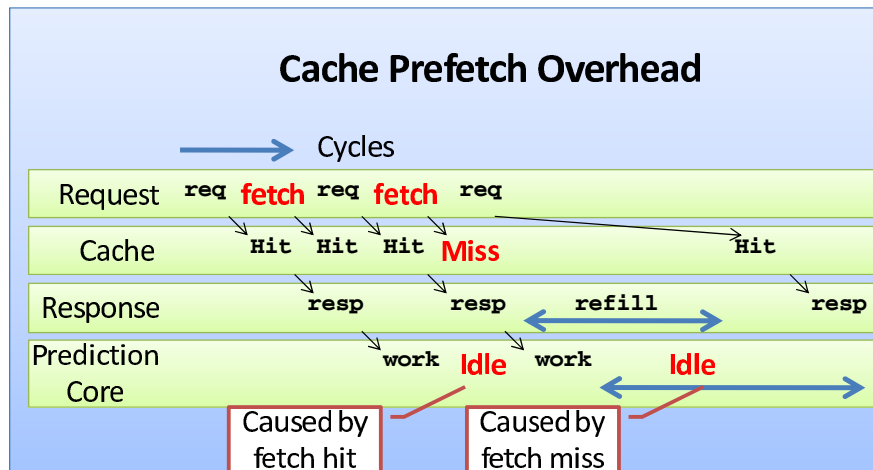 Cache Prefetch Overhead
Cycles
Request req fetch req fetch req
Cache Hit Hit Hit Miss Hit
Response resp resp refill resp
Prediction
Core
work Idle work Idle
Caused by
fetch hit
Caused by
fetch miss